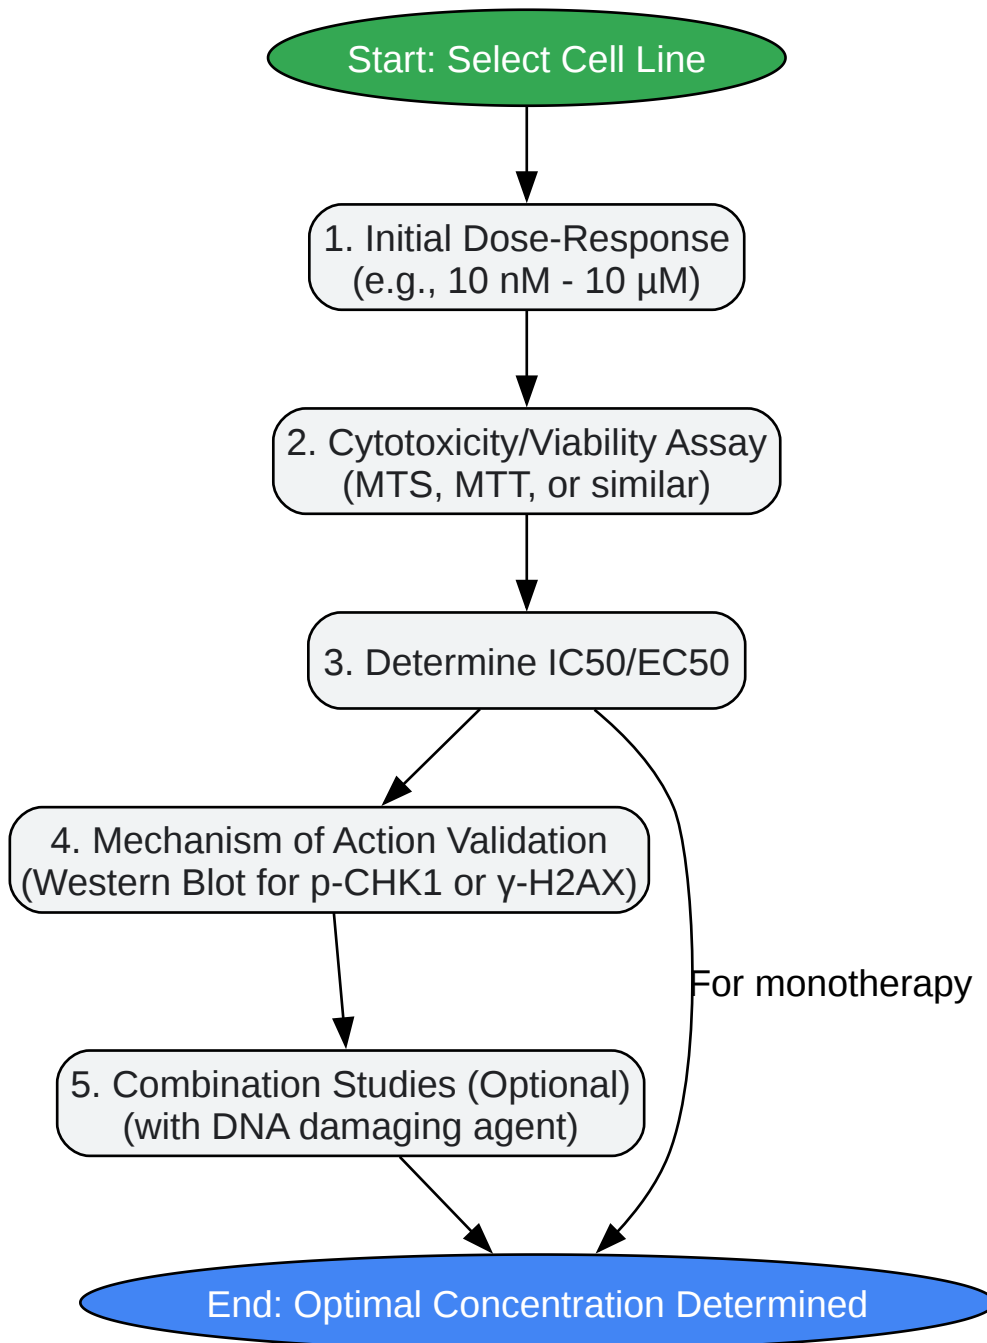 Start: Select Cell Line
1. Initial Dose-Response
(e.g., 10 nM - 10 µM)
2. Cytotoxicity/Viability Assay
(MTS, MTT, or similar)
3. Determine IC50/EC50
4. Mechanism of Action Validation
(Western Blot for p-CHK1 or γ-H2AX)
For monotherapy
5. Combination Studies (Optional)
(with DNA damaging agent)
End: Optimal Concentration Determined